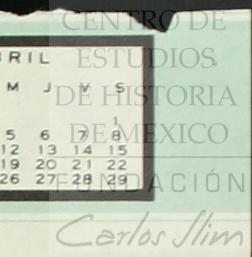 CENTRO DE
ESTUDIOS
DE HISTORIA
DE MEXICO
FUNDACIÓN
Carlos Slim
BRIL
M J V S
1
5 6 7 8
12 13 14 15
19 20 21 22
26 27 28 29